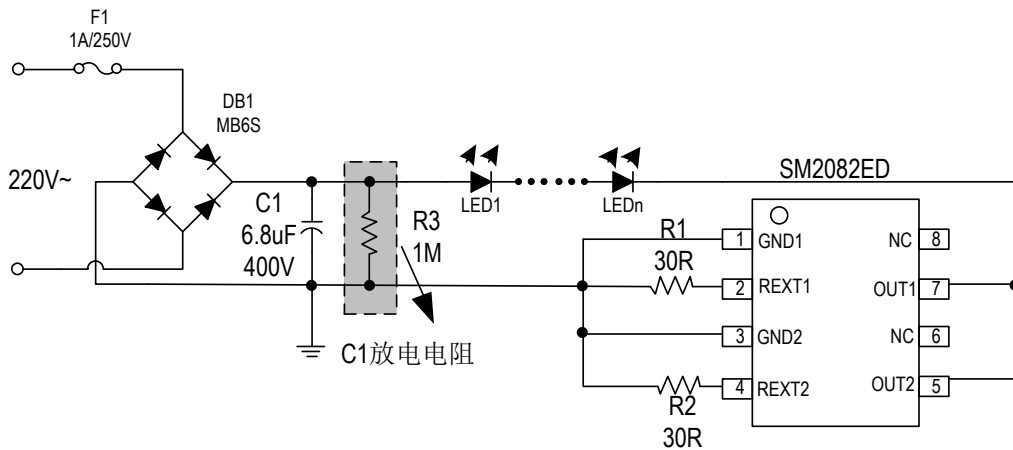 F1
1A/250V
DB1
MB6S
220V~
C1
6.8uF
400V
R3
1M
C1放电电阻
LED1
LEDn
SM2082ED
R1
30R
R2
30R
1 GND1
2 REXT1
3 GND2
4 REXT2
NC 8
OUT1 7
NC 6
OUT2 5